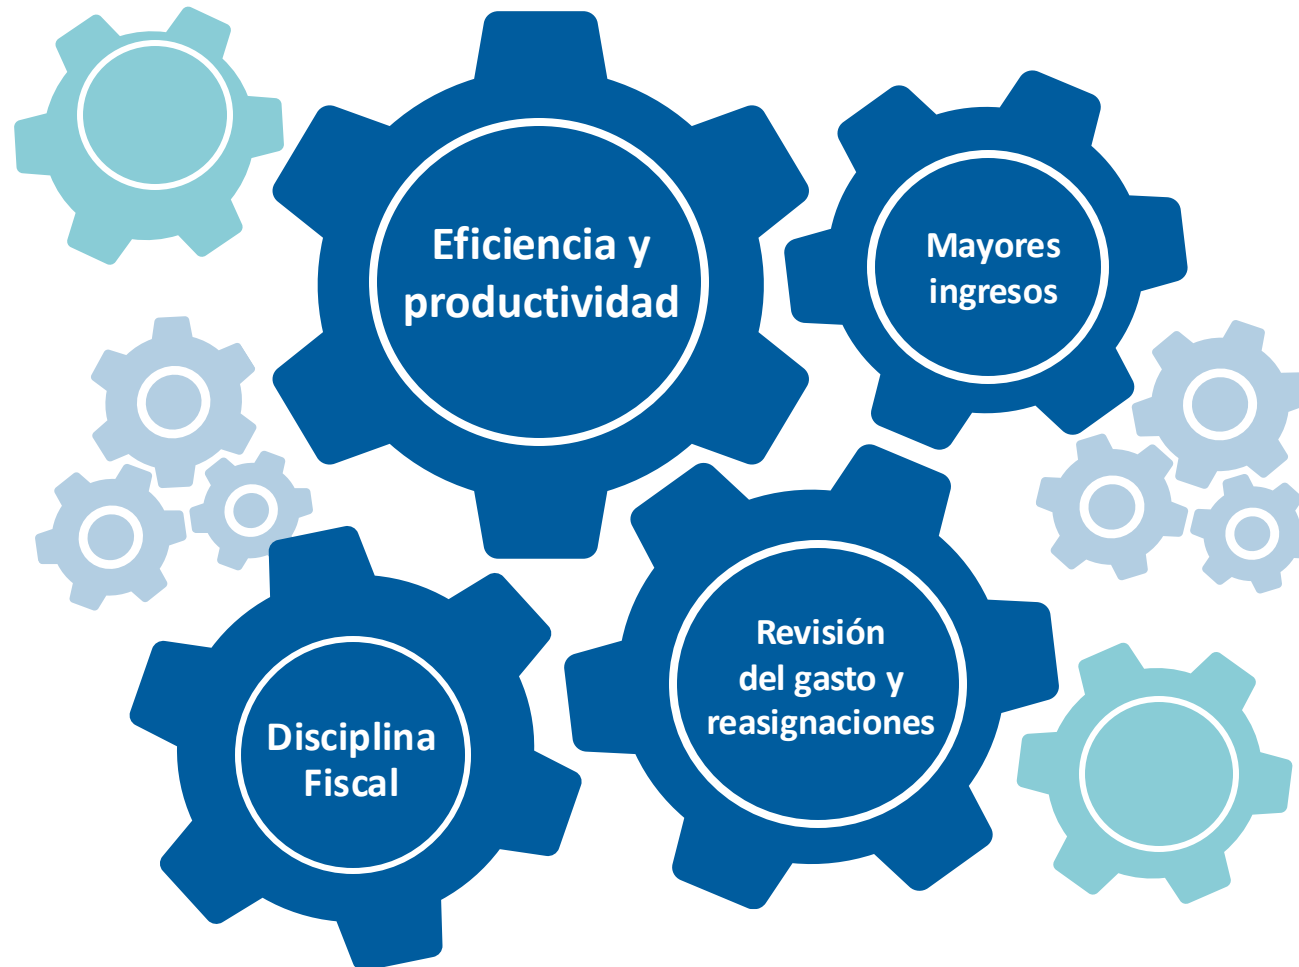 Eficiencia y
productividad
Mayores
ingresos
Revisión
del gasto y
reasignaciones
Disciplina
Fiscal